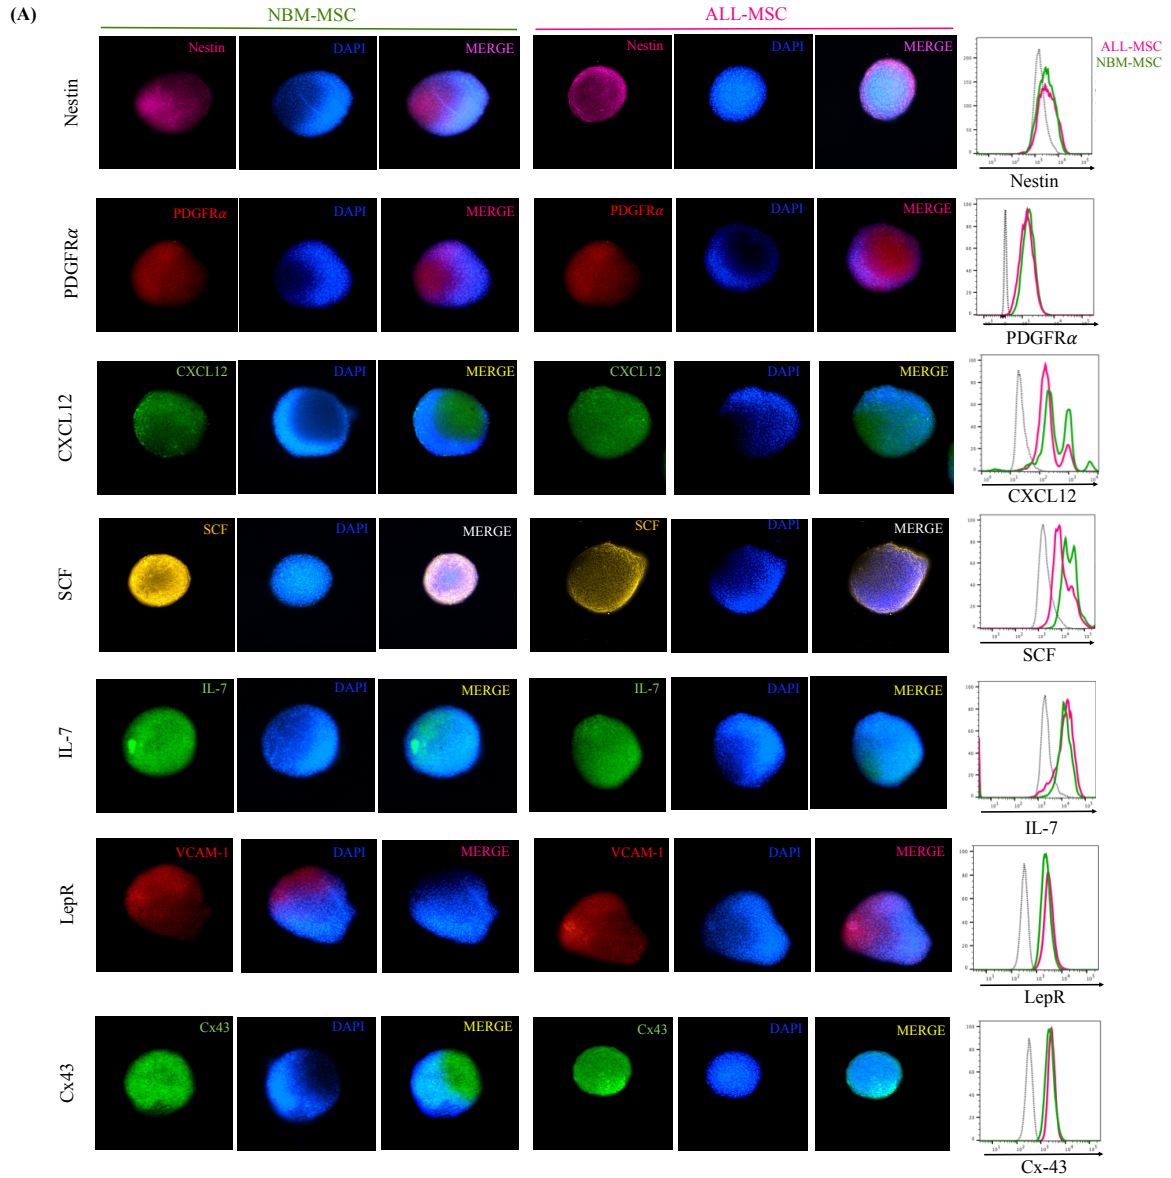 (A)
NBM-MSC
ALL-MSC
Nestin
Nestin
DAPI
MERGE
Nestin
DAPI
MERGE
ALL-MSC
NBM-MSC
Nestin
PDGFRα
PDGFRα
DAPI
MERGE
PDGFRα
DAPI
MERGE
PDGFRα
CXCL12
CXCL12
DAPI
MERGE
CXCL12
DAPI
MERGE
CXCL12
SCF
SCF
DAPI
MERGE
SCF
DAPI
MERGE
SCF
IL-7
IL-7
DAPI
MERGE
IL-7
DAPI
MERGE
IL-7
LepR
VCAM-1
DAPI
MERGE
VCAM-1
DAPI
MERGE
LepR
Cx43
Cx43
DAPI
MERGE
Cx43
DAPI
MERGE
Cx-43